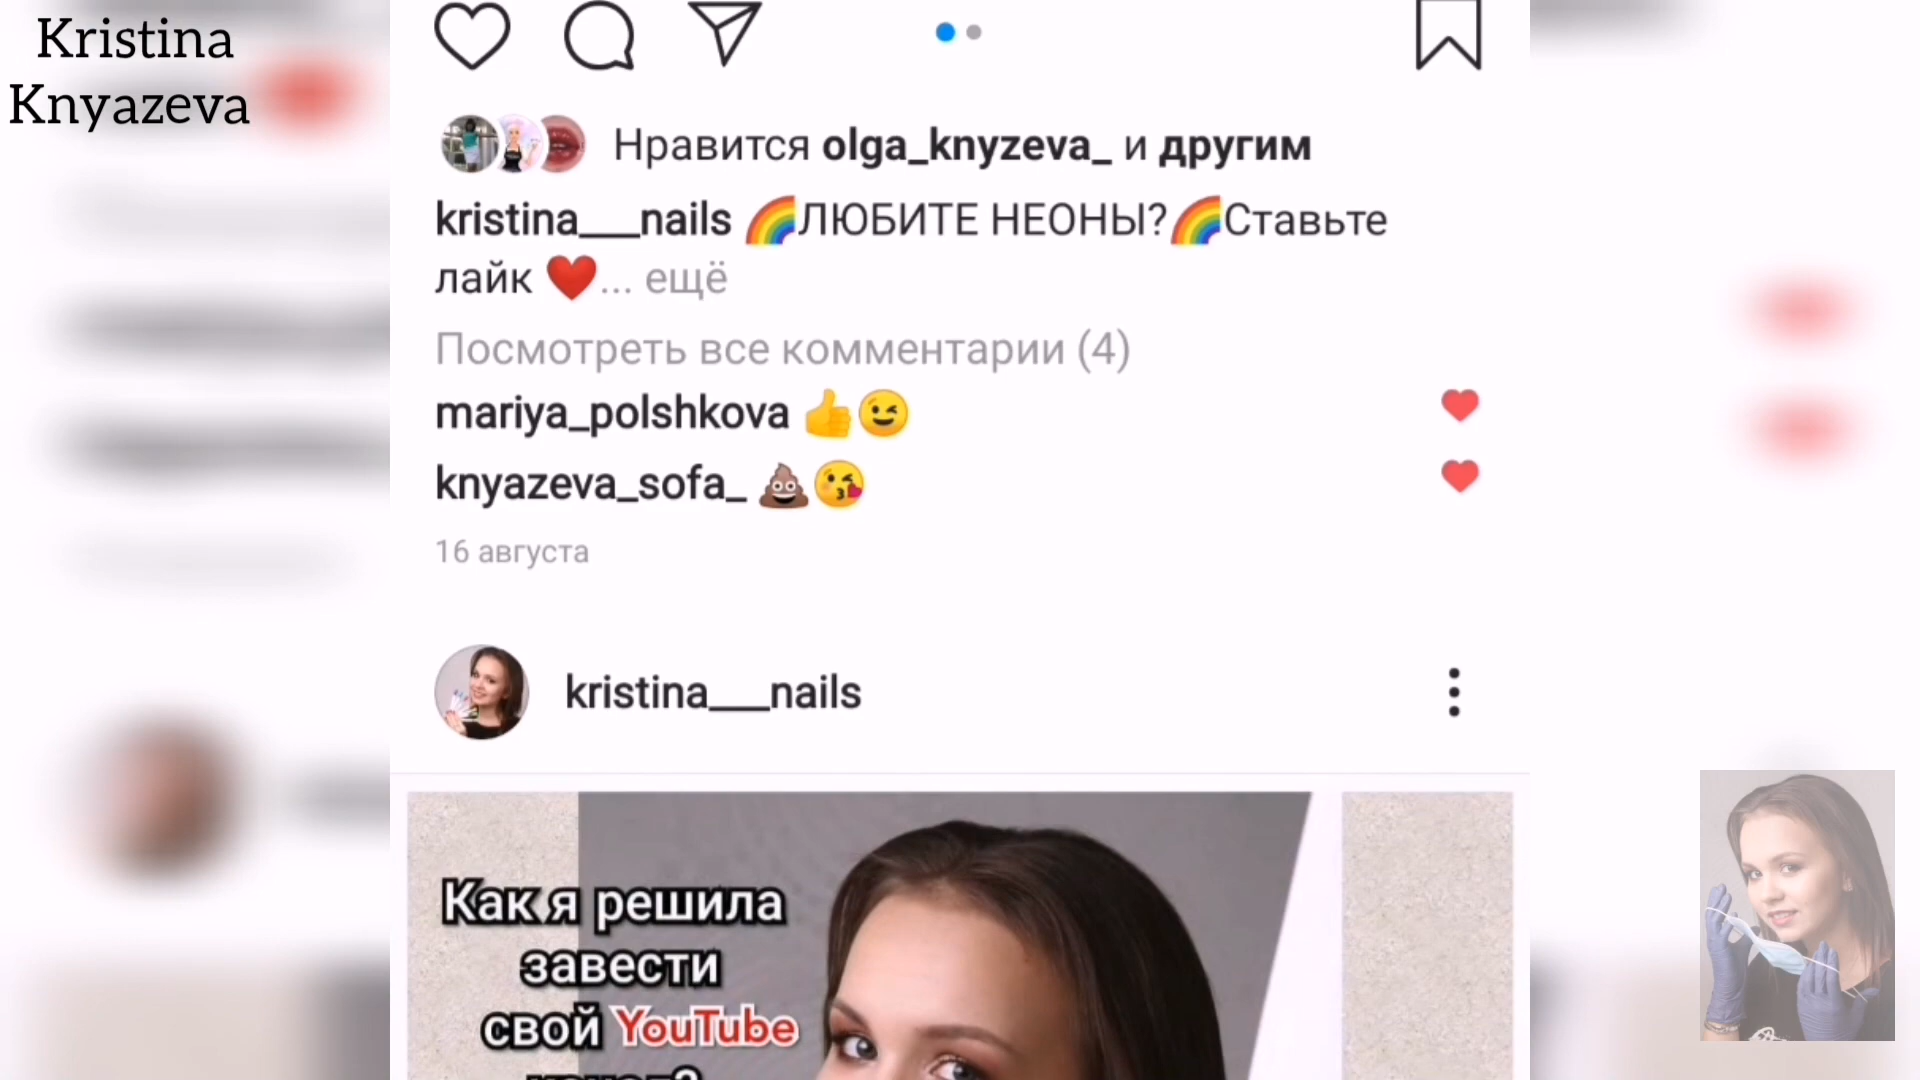 Kristina
Knyazeva
Нравится olga_knyzeva_ и другим
kristina___nails 🌈ЛЮБИТЕ НЕОНЫ?🌈Ставьте
лайк ❤️... ещё
Посмотреть все комментарии (4)
mariya_polshkova 👍😉
knyazeva_sofa_ 💩😘
16 августа
kristina___nails
Как я решила
завести
свой YouTube